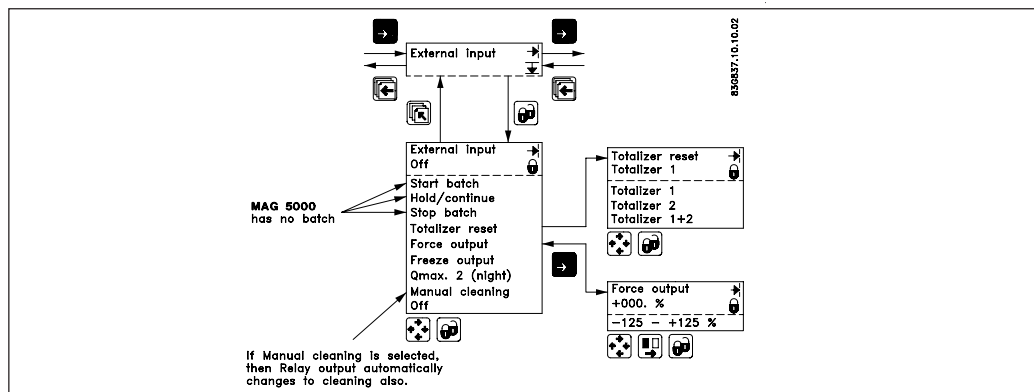 83G837.10.10.02
External input
External input
Off
Start batch
Hold/continue
Stop batch
Totalizer reset
Force output
Freeze output
Qmax. 2 (night)
Manual cleaning
Off
MAG 5000
has no batch
Totalizer reset
Totalizer 1
Totalizer 1
Totalizer 2
Totalizer 1+2
Force output
+000. %
-125 - +125 %
If Manual cleaning is selected,
then Relay output automatically
changes to cleaning also.